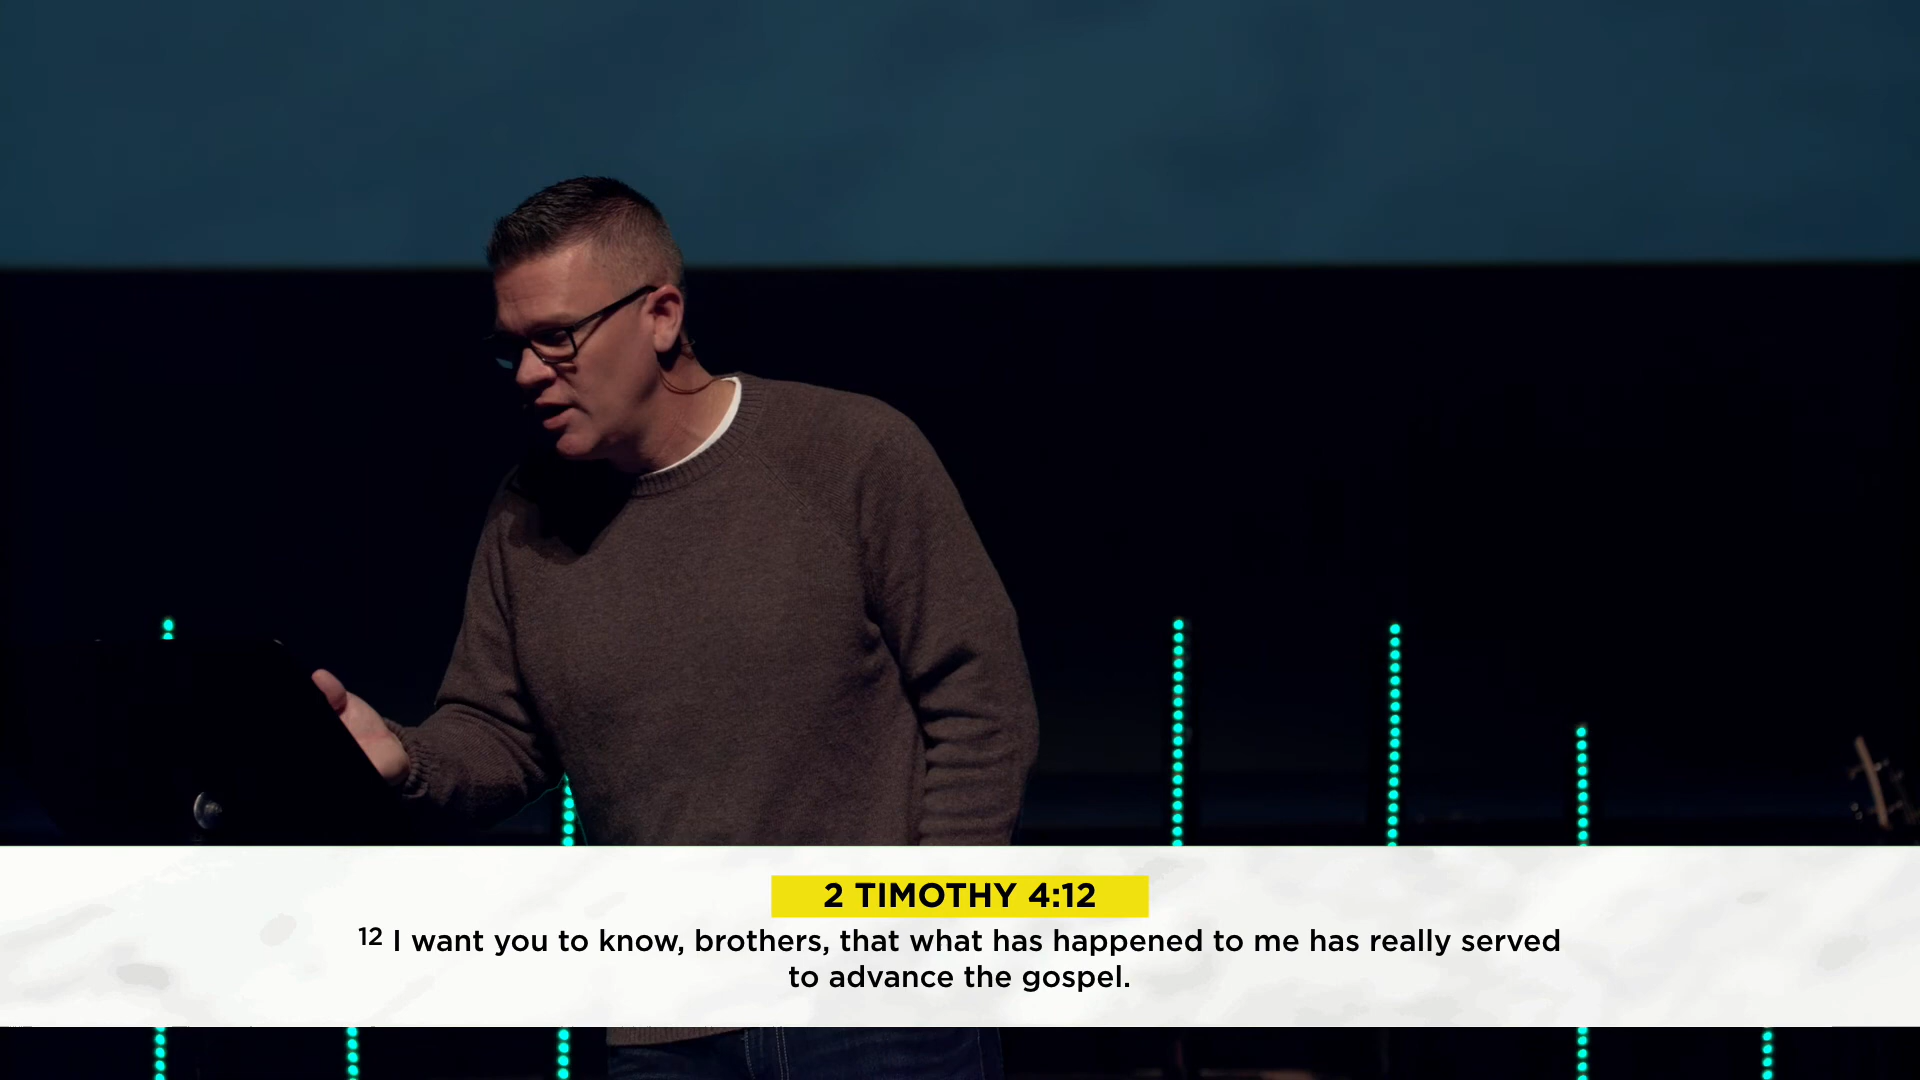 2 TIMOTHY 4:12
12 I want you to know, brothers, that what has happened to me has really served
to advance the gospel.